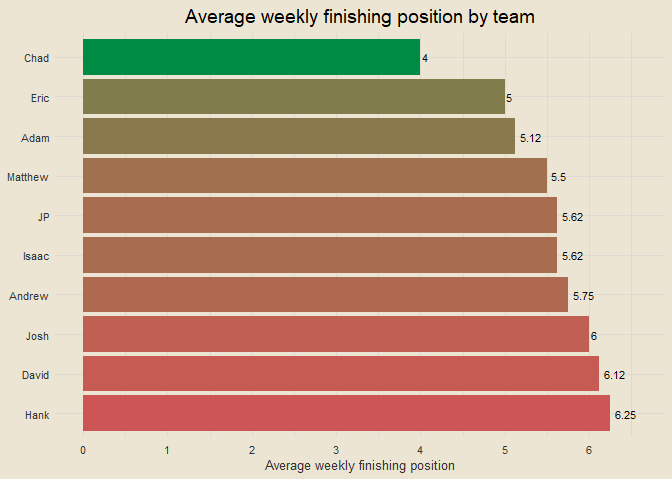 Average weekly finishing position by team
Chad 4
Eric 5
Adam 5.12
Matthew 5.5
JP 5.62
Isaac 5.62
Andrew 5.75
Josh 6
David 6.12
Hank 6.25
0 1 2 3 4 5 6
Average weekly finishing position